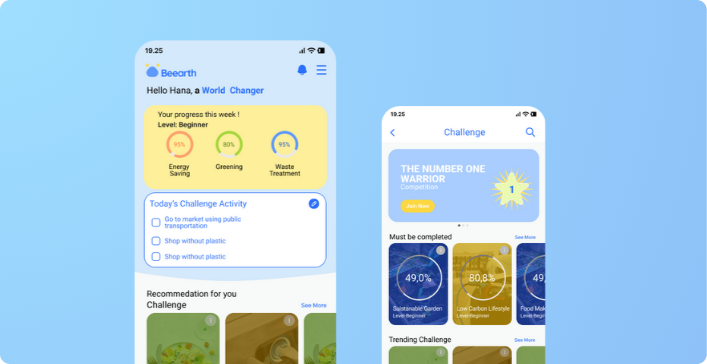 19.25
Beearth
Hello Hana, a World Changer
Your progress this week !
Level: Beginner
93%
80%
95%
Energy Saving
Greening
Waste Treatment
Today's Challenge Activity
Go to market using public
transportation
Shop without plastic
Shop without plastic
Recommedation for you
Challenge
See More
19.25
Challenge
THE NUMBER ONE
WARRIOR
Competition
Join Now
1
Must be completed
See More
49,0%
Saistanable Garden
Level:Beginner
80,8%
Low Carbon Lifestyle
Level:Beginner
49,
Food Mak
Level:Begin
Trending Challenge
See More